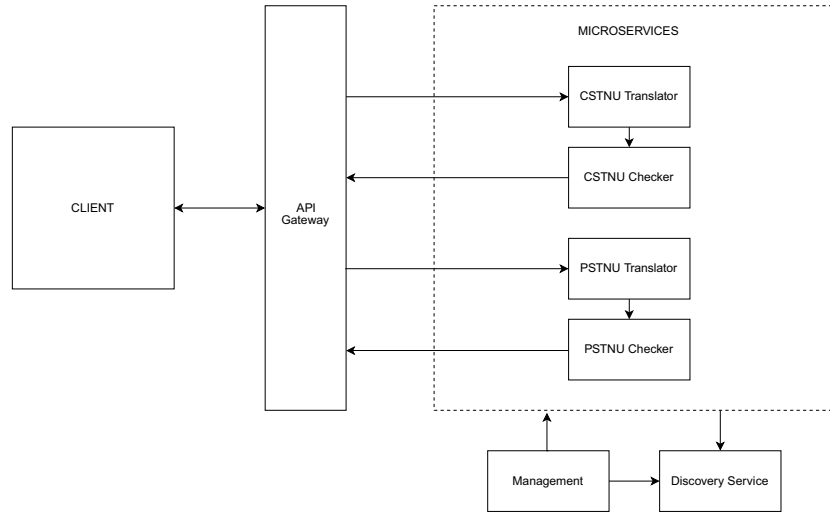 MICROSERVICES
CSTNU Translator
CSTNU Checker
CLIENT
API
Gateway
PSTNU Translator
PSTNU Checker
Management
Discovery Service